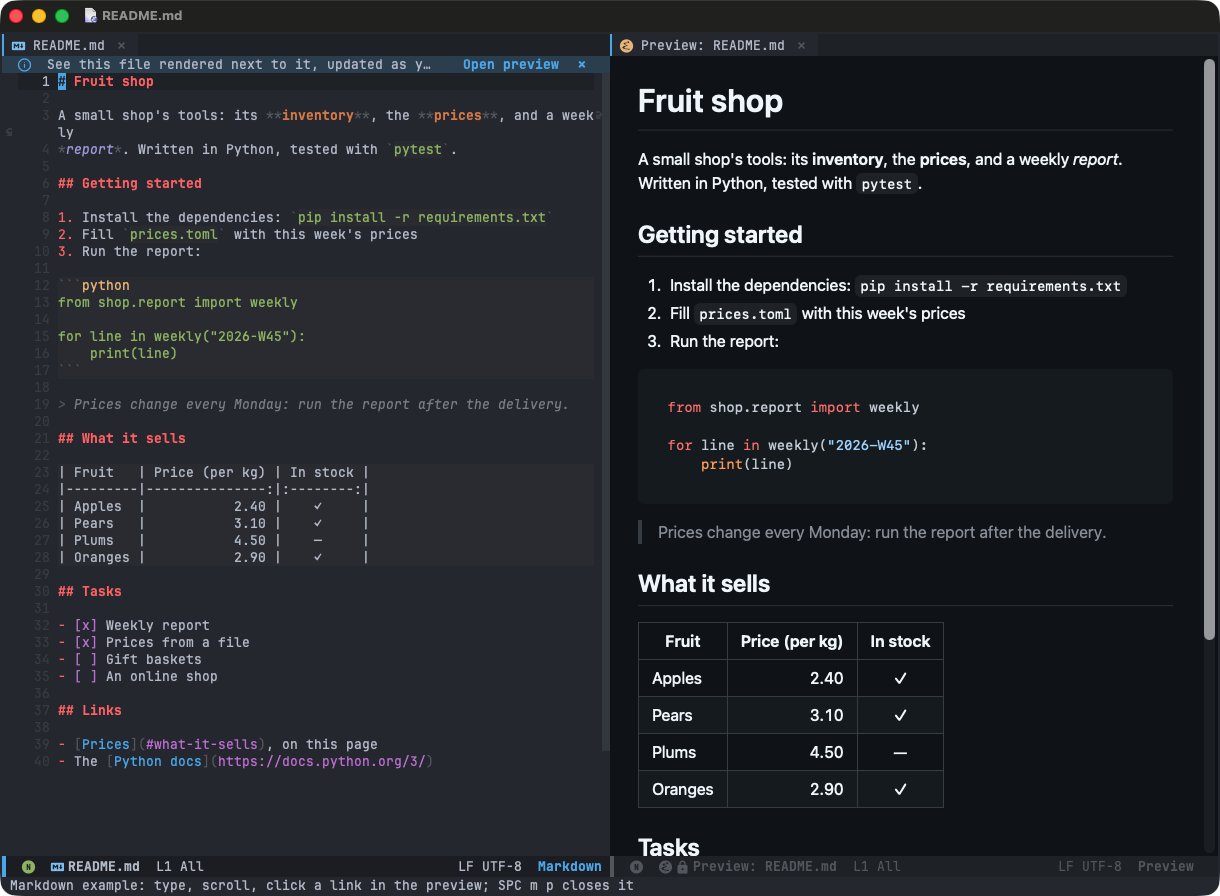 README.md
README.md ×
See this file rendered next to it, updated as y… Open preview ×
1 # Fruit shop
2
3 A small shop's tools: its **inventory**, the **prices**, and a week
ly
4 *report*. Written in Python, tested with `pytest`.
5
6 ## Getting started
7
8 1. Install the dependencies: `pip install -r requirements.txt`
9 2. Fill `prices.toml` with this week's prices
10 3. Run the report:
11
12 ```python
13 from shop.report import weekly
14
15 for line in weekly("2026-W45"):
16     print(line)
17 ```
18
19 > Prices change every Monday: run the report after the delivery.
20
21 ## What it sells
22
23 | Fruit   | Price (per kg) | In stock |
24 |---------|---------------:|:--------:|
25 | Apples  |           2.40 |    ✓     |
26 | Pears   |           3.10 |    ✓     |
27 | Plums   |           4.50 |    —     |
28 | Oranges |           2.90 |    ✓     |
29
30 ## Tasks
31
32 - [x] Weekly report
33 - [x] Prices from a file
34 - [ ] Gift baskets
35 - [ ] An online shop
36
37 ## Links
38
39 - [Prices](#what-it-sells), on this page
40 - The [Python docs](https://docs.python.org/3/)
N README.md L1 All LF UTF-8 Markdown
Preview: README.md ×
Fruit shop
A small shop's tools: its inventory, the prices, and a weekly report.
Written in Python, tested with pytest.
Getting started
1. Install the dependencies: pip install -r requirements.txt
2. Fill prices.toml with this week's prices
3. Run the report:
from shop.report import weekly
for line in weekly("2026-W45"):
    print(line)
Prices change every Monday: run the report after the delivery.
What it sells
Fruit Price (per kg) In stock
Apples 2.40 ✓
Pears 3.10 ✓
Plums 4.50 —
Oranges 2.90 ✓
Tasks
N Preview: README.md L1 All LF UTF-8 Preview
Markdown example: type, scroll, click a link in the preview; SPC m p closes it